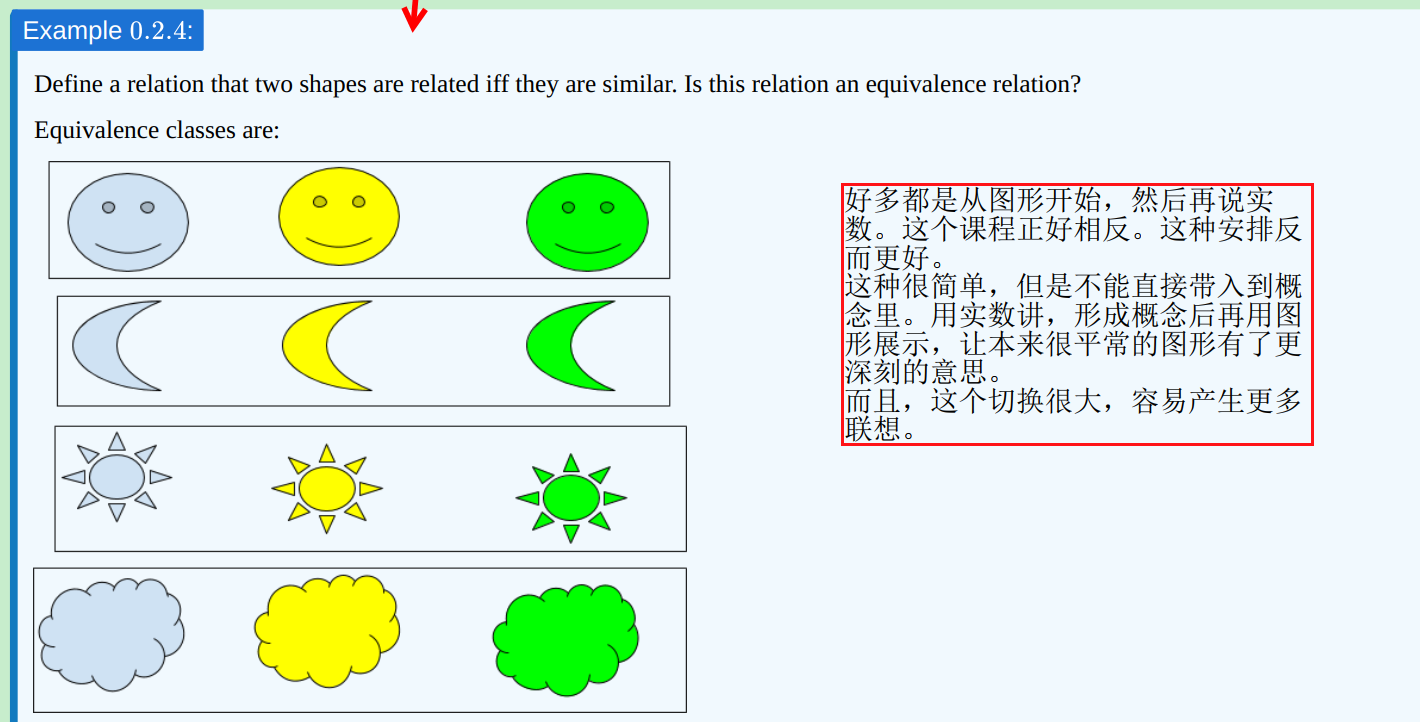 Example 0.2.4:
Define a relation that two shapes are related iff they are similar. Is this relation an equivalence relation?
Equivalence classes are:
好多都是从图形开始，然后再说实
数。这个课程正好相反。这种安排反
而更好。
这种很简单，但是不能直接带入到概
念里。用实数讲，形成概念后再用图
形展示，让本来很平常的图形有了更
深刻的意思。
而且，这个切换很大，容易产生更多
联想。